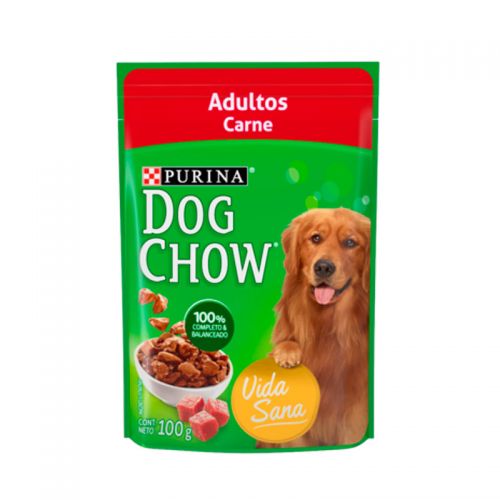 Adultos
Carne
PURINA
DOG
CHOW®
100%
COMPLETO &
BALANCEADO
Vida
Sana
CONT.
NETO 100g